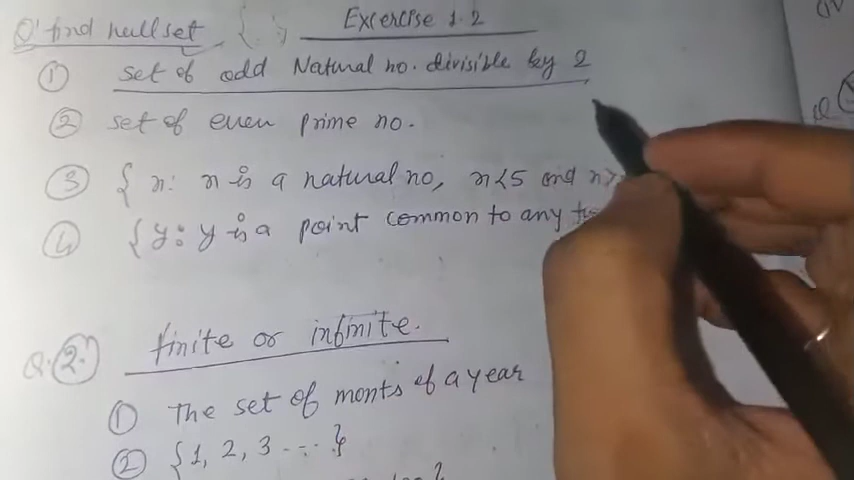 Excercise 1.2
Q' find null set { }
① set of odd Natural no. divisible by 2
② set of even prime no.
③ { x: x is a natural no, x<5 and x>
④ { y: y is a point common to any
Q.②. finite or infinite.
① The set of monts of a year
② {1, 2, 3 ---}